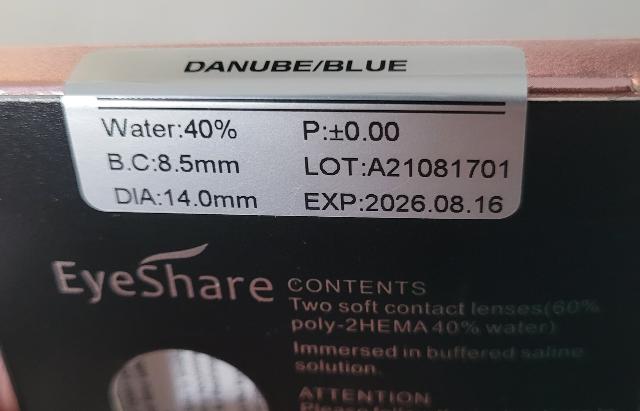 DANUBE/BLUE
Water:40% P:±0.00
B.C:8.5mm LOT:A21081701
DIA:14.0mm EXP:2026.08.16
EyeShare
CONTENTS
Two soft contact lenses(60%
poly-2HEMA 40% water)
Immersed in buffered saline
solution.
ATTENTION